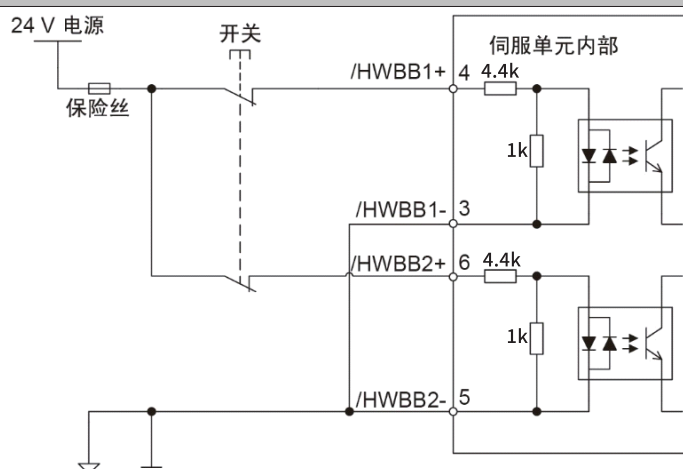 24 V 电源
开关
伺服单元内部
/HWBB1+ 4 4.4k
保险丝
1k
/HWBB1- 3
/HWBB2+ 6 4.4k
1k
/HWBB2- 5